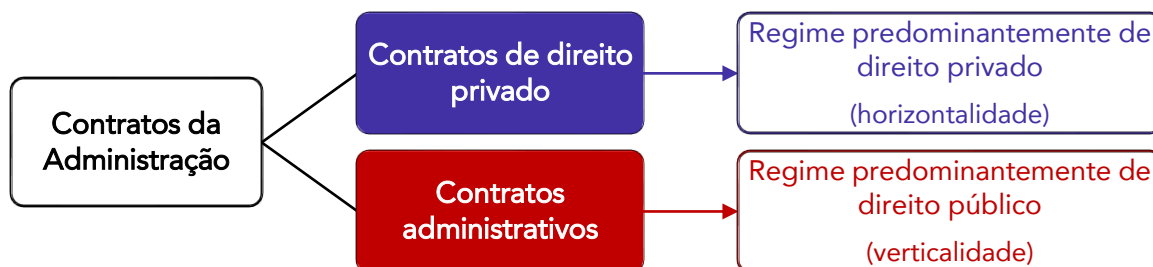 Contratos da
Administração
Contratos de direito
privado
Regime predominantemente de
direito privado
(horizontalidade)
Contratos
administrativos
Regime predominantemente de
direito público
(verticalidade)